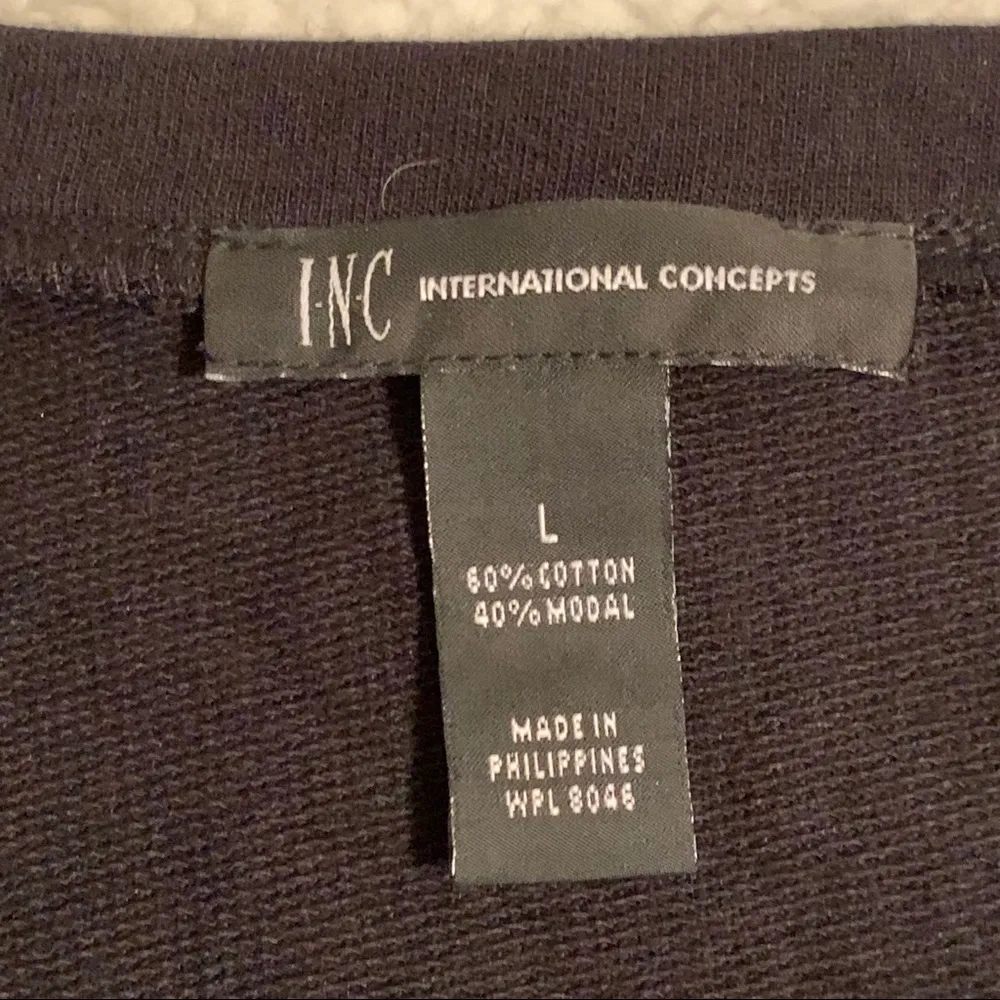 I·N·C INTERNATIONAL CONCEPTS
L
60% COTTON
40% MODAL
MADE IN
PHILIPPINES
WPL 8046